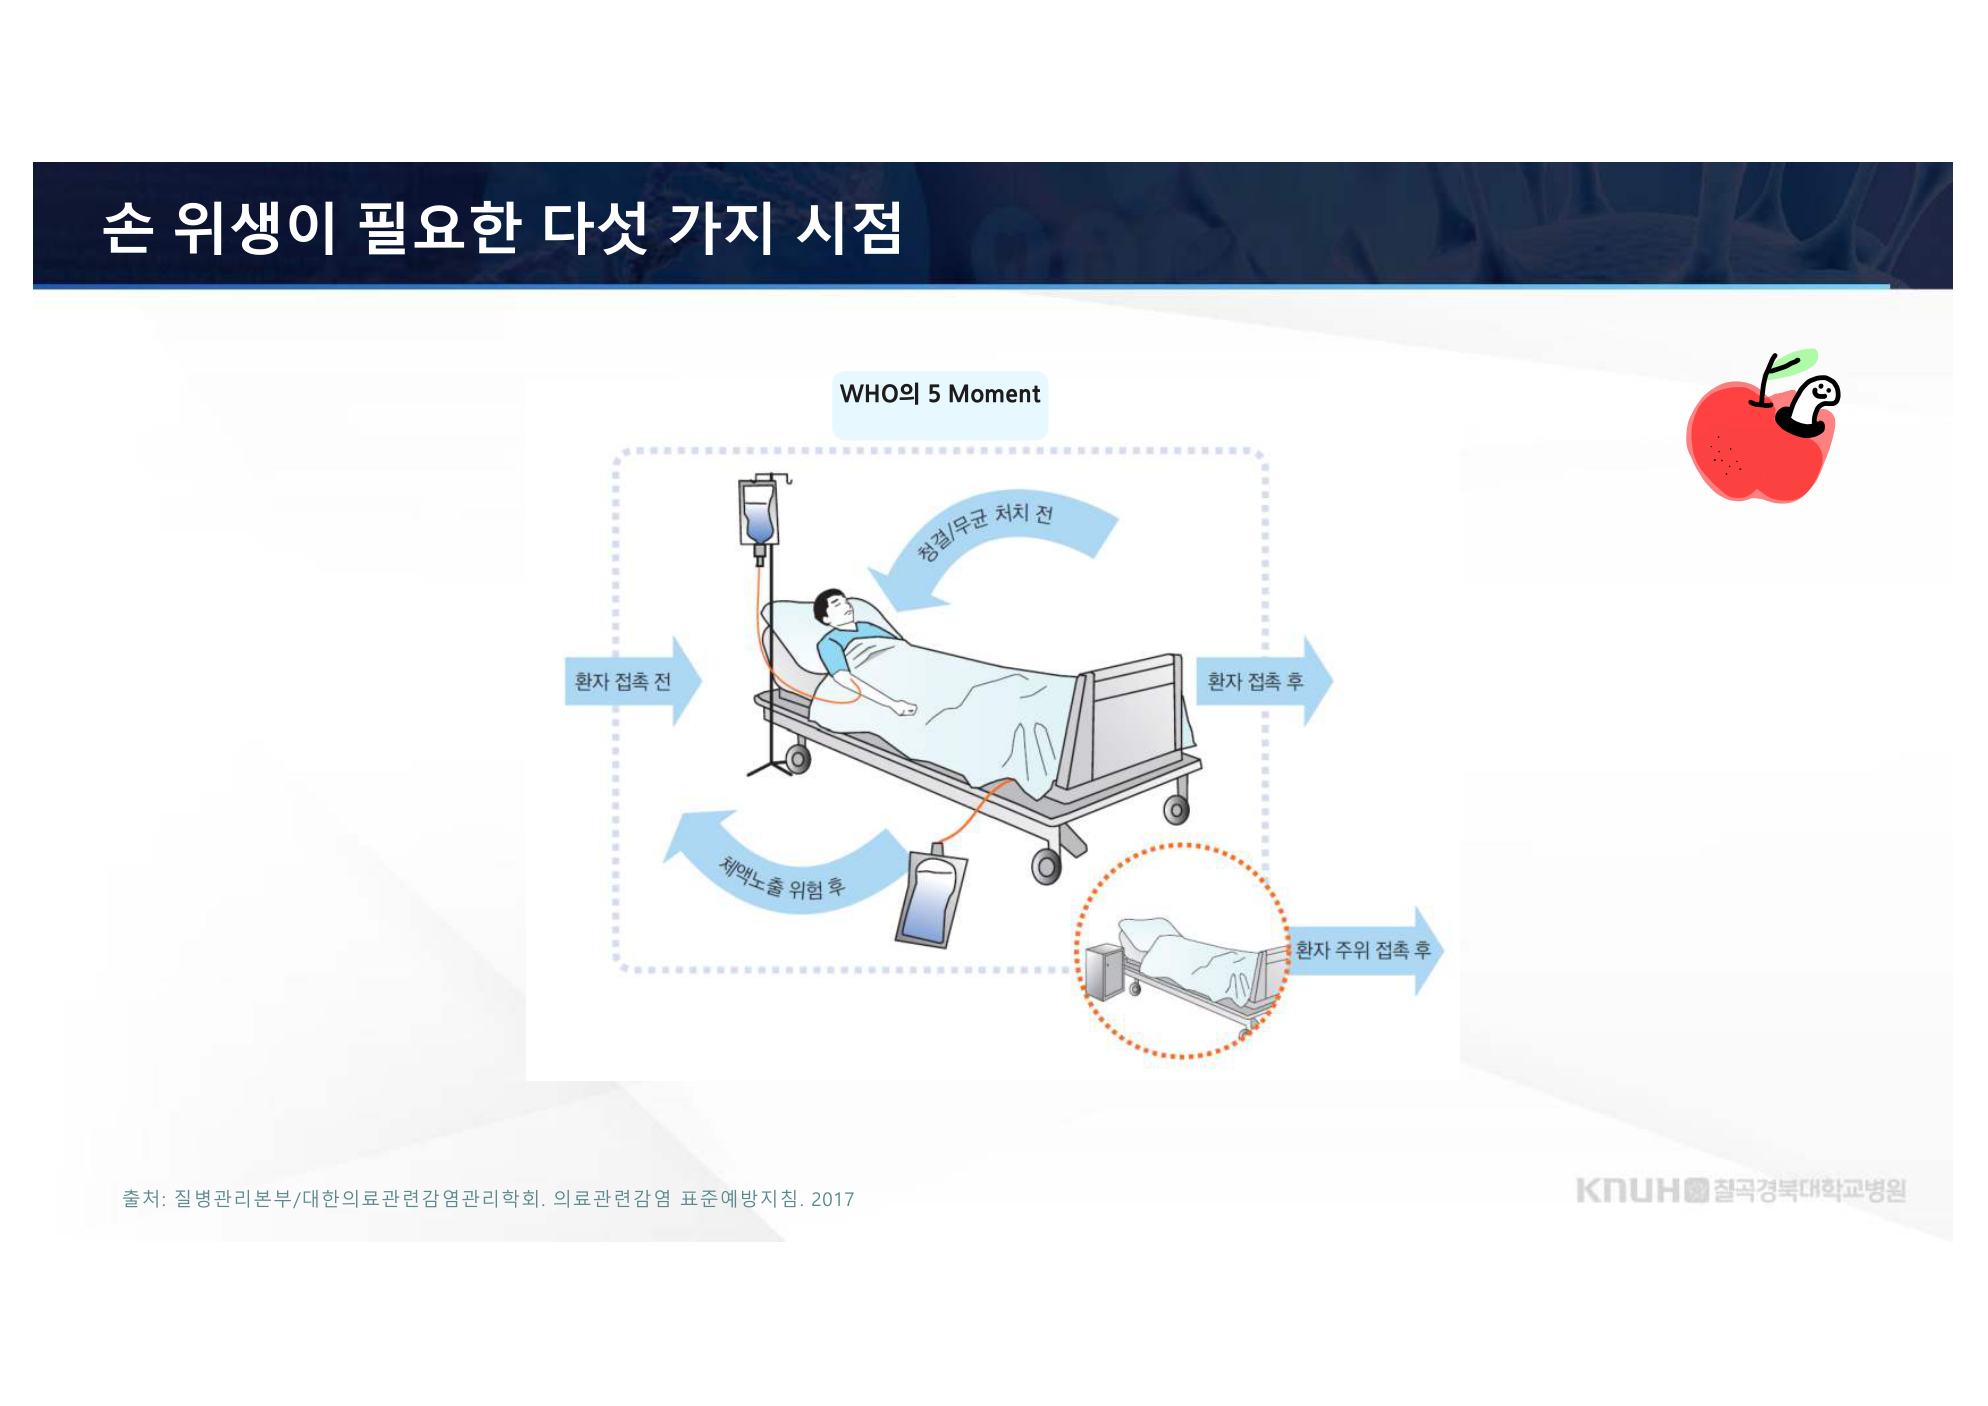 손 위생이 필요한 다섯 가지 시점
WHO의 5 Moment
청결/무균 처치 전
환자 접촉 전
환자 접촉 후
체액노출 위험 후
환자 주위 접촉 후
출처: 질병관리본부/대한의료관련감염관리학회. 의료관련감염 표준예방지침. 2017
KNUH 칠곡경북대학교병원